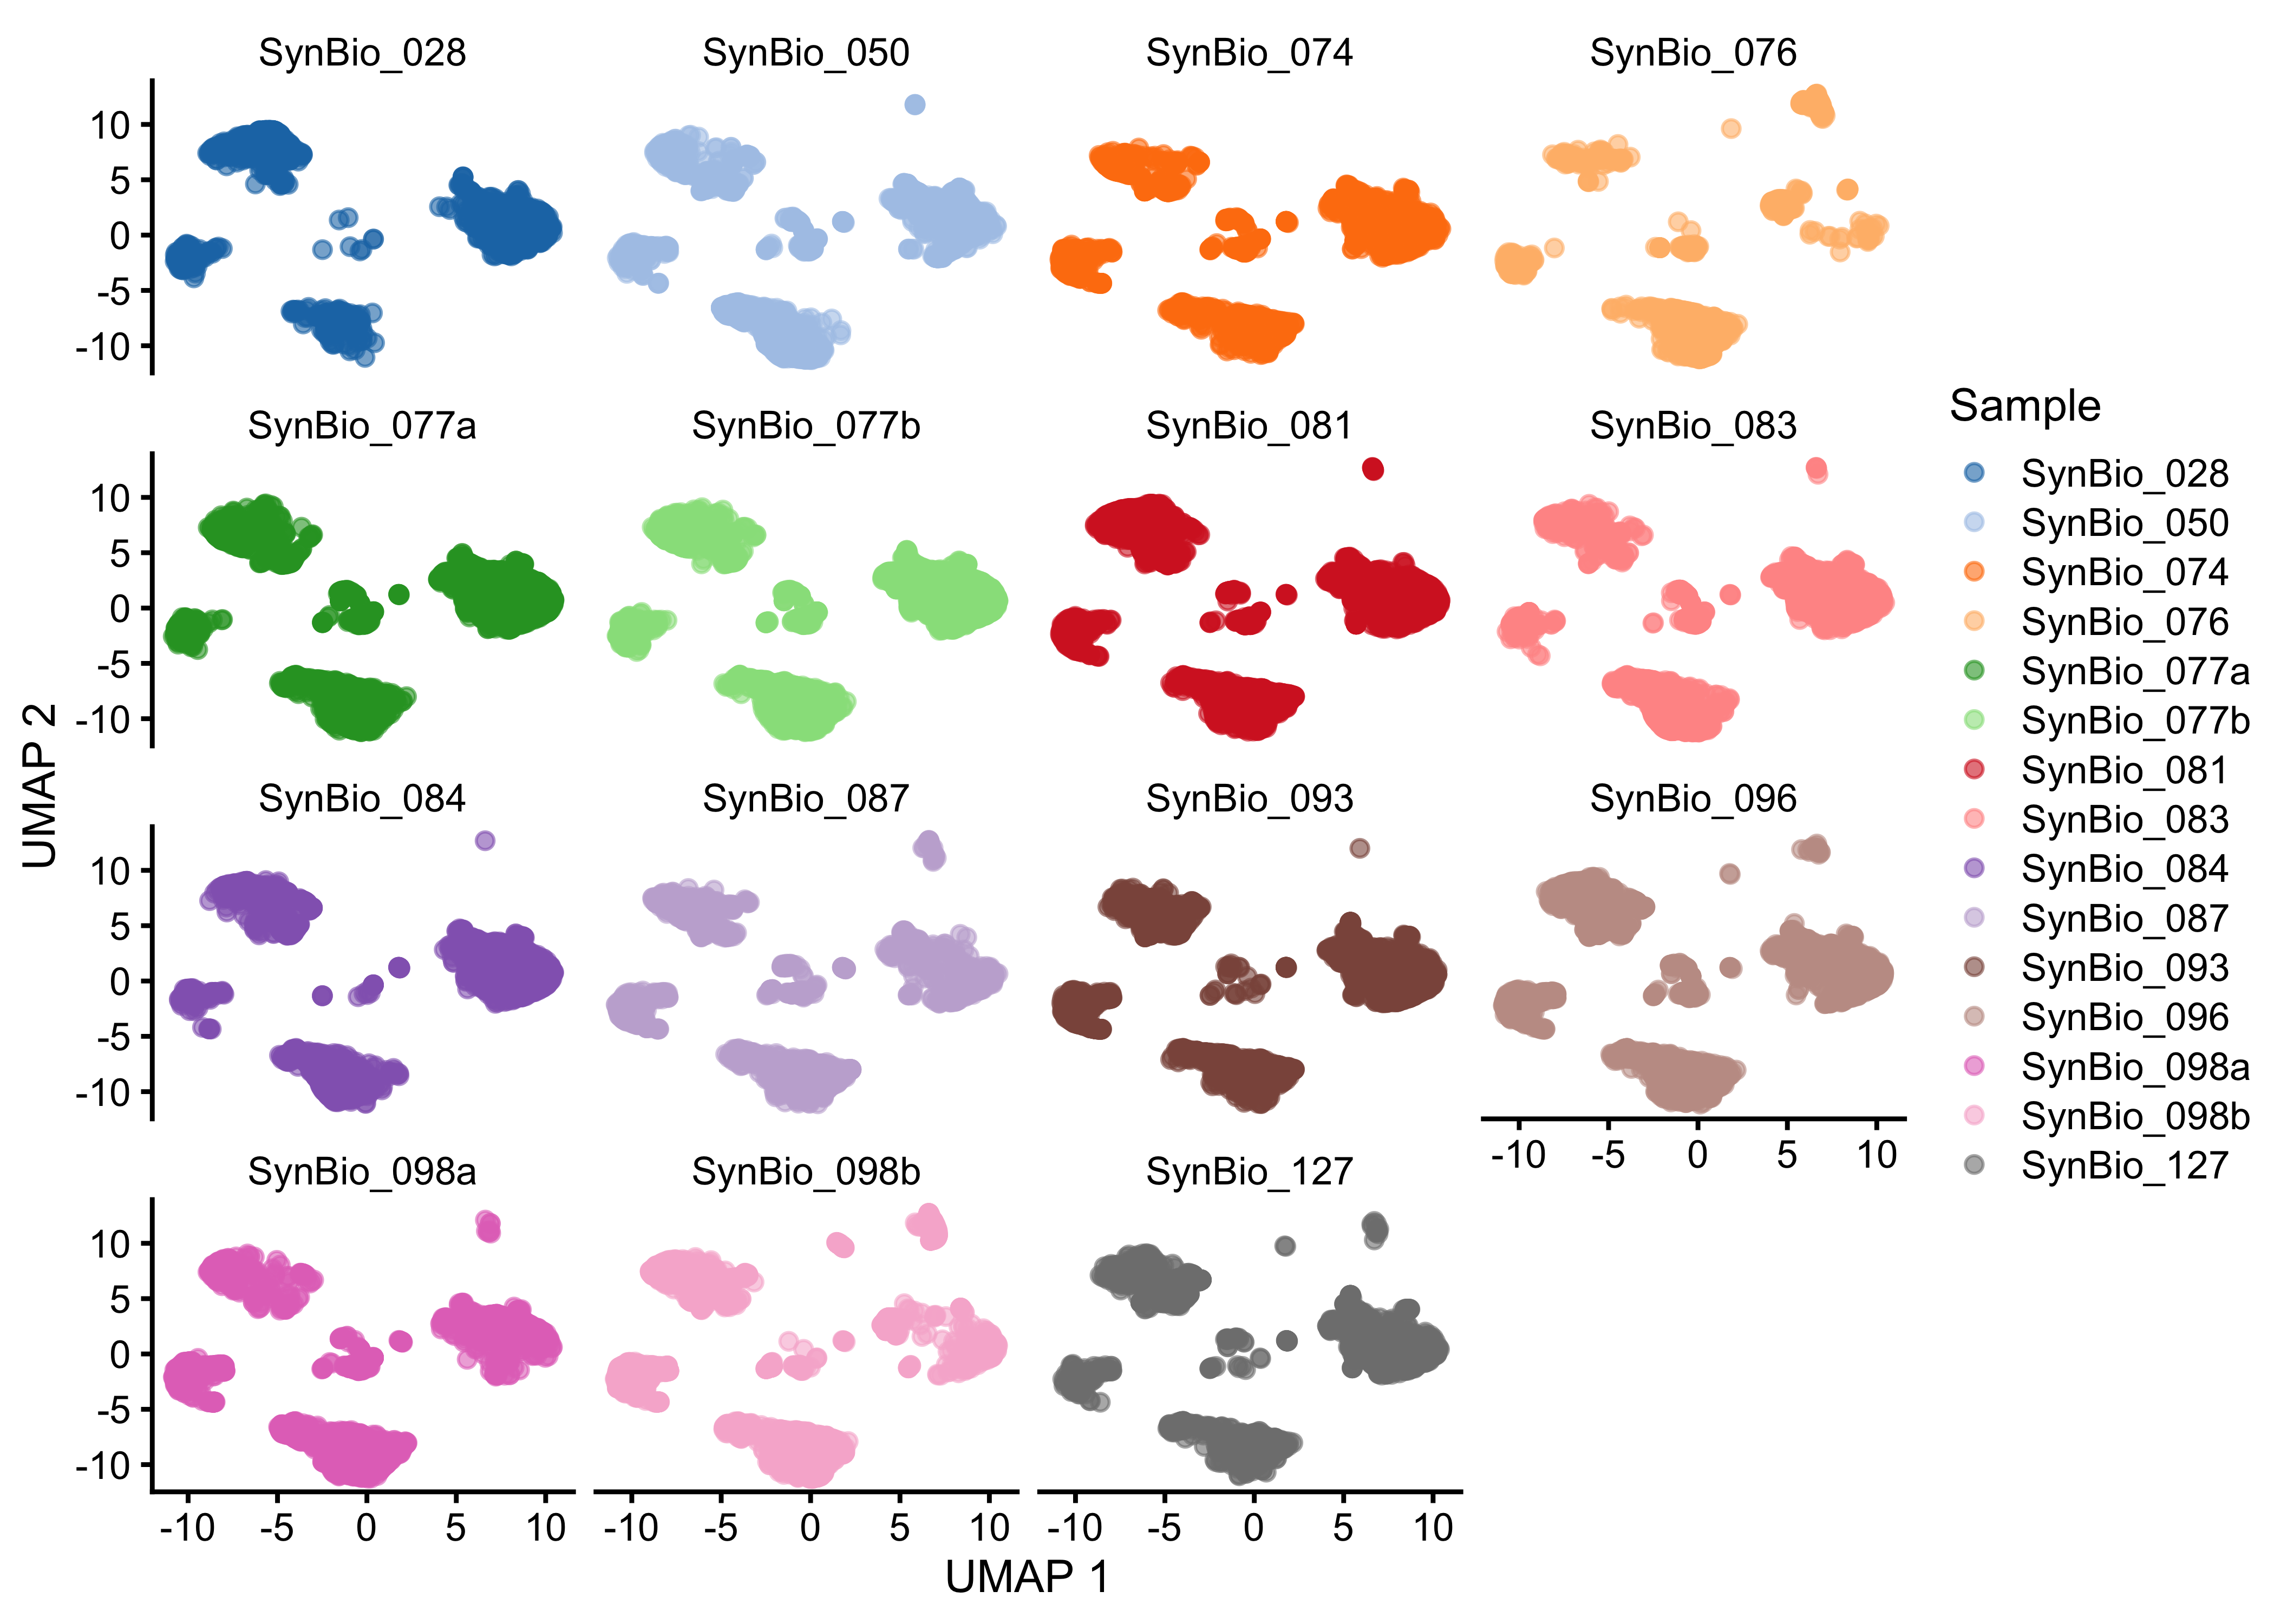 SynBio_028 SynBio_050 SynBio_074 SynBio_076
10
5
0
-5
-10
SynBio_077a SynBio_077b SynBio_081 SynBio_083
10
5
0
-5
-10
SynBio_084 SynBio_087 SynBio_093 SynBio_096
10
5
0
-5
-10
-10 -5 0 5 10
SynBio_098a SynBio_098b SynBio_127
10
5
0
-5
-10
-10 -5 0 5 10 -10 -5 0 5 10 -10 -5 0 5 10
UMAP 1
UMAP 2
Sample
SynBio_028
SynBio_050
SynBio_074
SynBio_076
SynBio_077a
SynBio_077b
SynBio_081
SynBio_083
SynBio_084
SynBio_087
SynBio_093
SynBio_096
SynBio_098a
SynBio_098b
SynBio_127